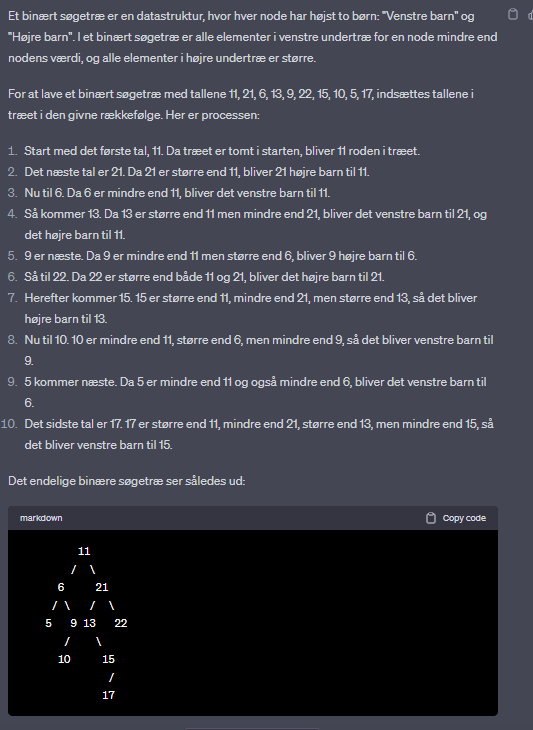 Et binært søgetræ er en datastruktur, hvor hver node har højst to børn: "Venstre barn" og
"Højre barn". I et binært søgetræ er alle elementer i venstre undertræ for en node mindre end
nodens værdi, og alle elementer i højre undertræ er større.
For at lave et binært søgetræ med tallene 11, 21, 6, 13, 9, 22, 15, 10, 5, 17, indsættes tallene i
træet i den givne rækkefølge. Her er processen:
1. Start med det første tal, 11. Da træet er tomt i starten, bliver 11 roden i træet.
2. Det næste tal er 21. Da 21 er større end 11, bliver 21 højre barn til 11.
3. Nu til 6. Da 6 er mindre end 11, bliver det venstre barn til 11.
4. Så kommer 13. Da 13 er større end 11 men mindre end 21, bliver det venstre barn til 21, og
det højre barn til 11.
5. 9 er næste. Da 9 er mindre end 11 men større end 6, bliver 9 højre barn til 6.
6. Så til 22. Da 22 er større end både 11 og 21, bliver det højre barn til 21.
7. Herefter kommer 15. 15 er større end 11, mindre end 21, men større end 13, så det bliver
højre barn til 13.
8. Nu til 10. 10 er mindre end 11, større end 6, men mindre end 9, så det bliver venstre barn til
9.
9. 5 kommer næste. Da 5 er mindre end 11 og også mindre end 6, bliver det venstre barn til
6.
10. Det sidste tal er 17. 17 er større end 11, mindre end 21, større end 13, men mindre end 15, så
det bliver venstre barn til 15.
Det endelige binære søgetræ ser således ud:
markdown Copy code
11
/ \
6 21
/ \ / \
5 9 13 22
/ \
10 15
/
17